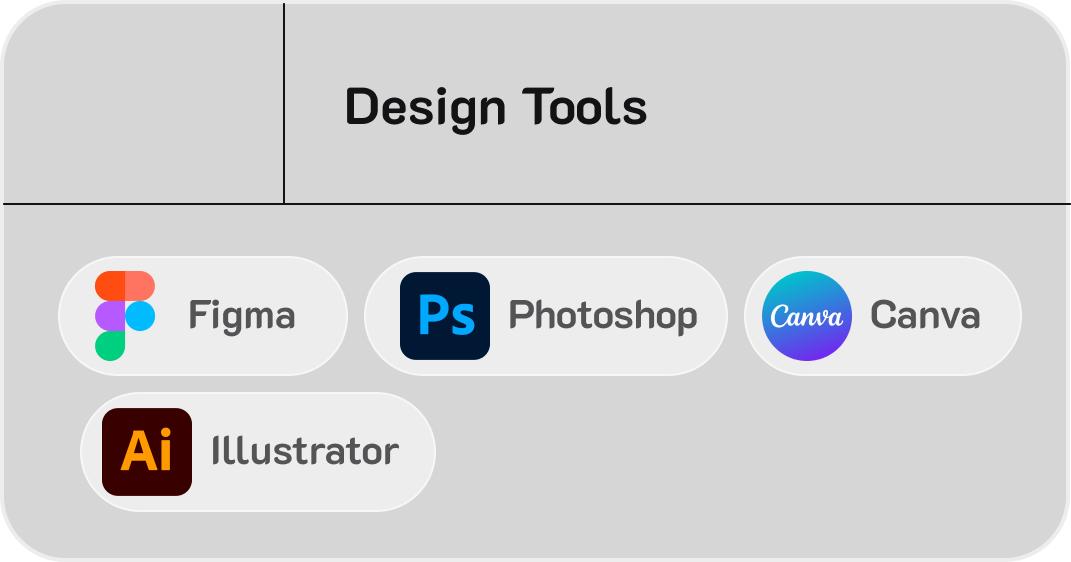 Design Tools
Figma
Ps Photoshop
Canva Canva
Ai Illustrator